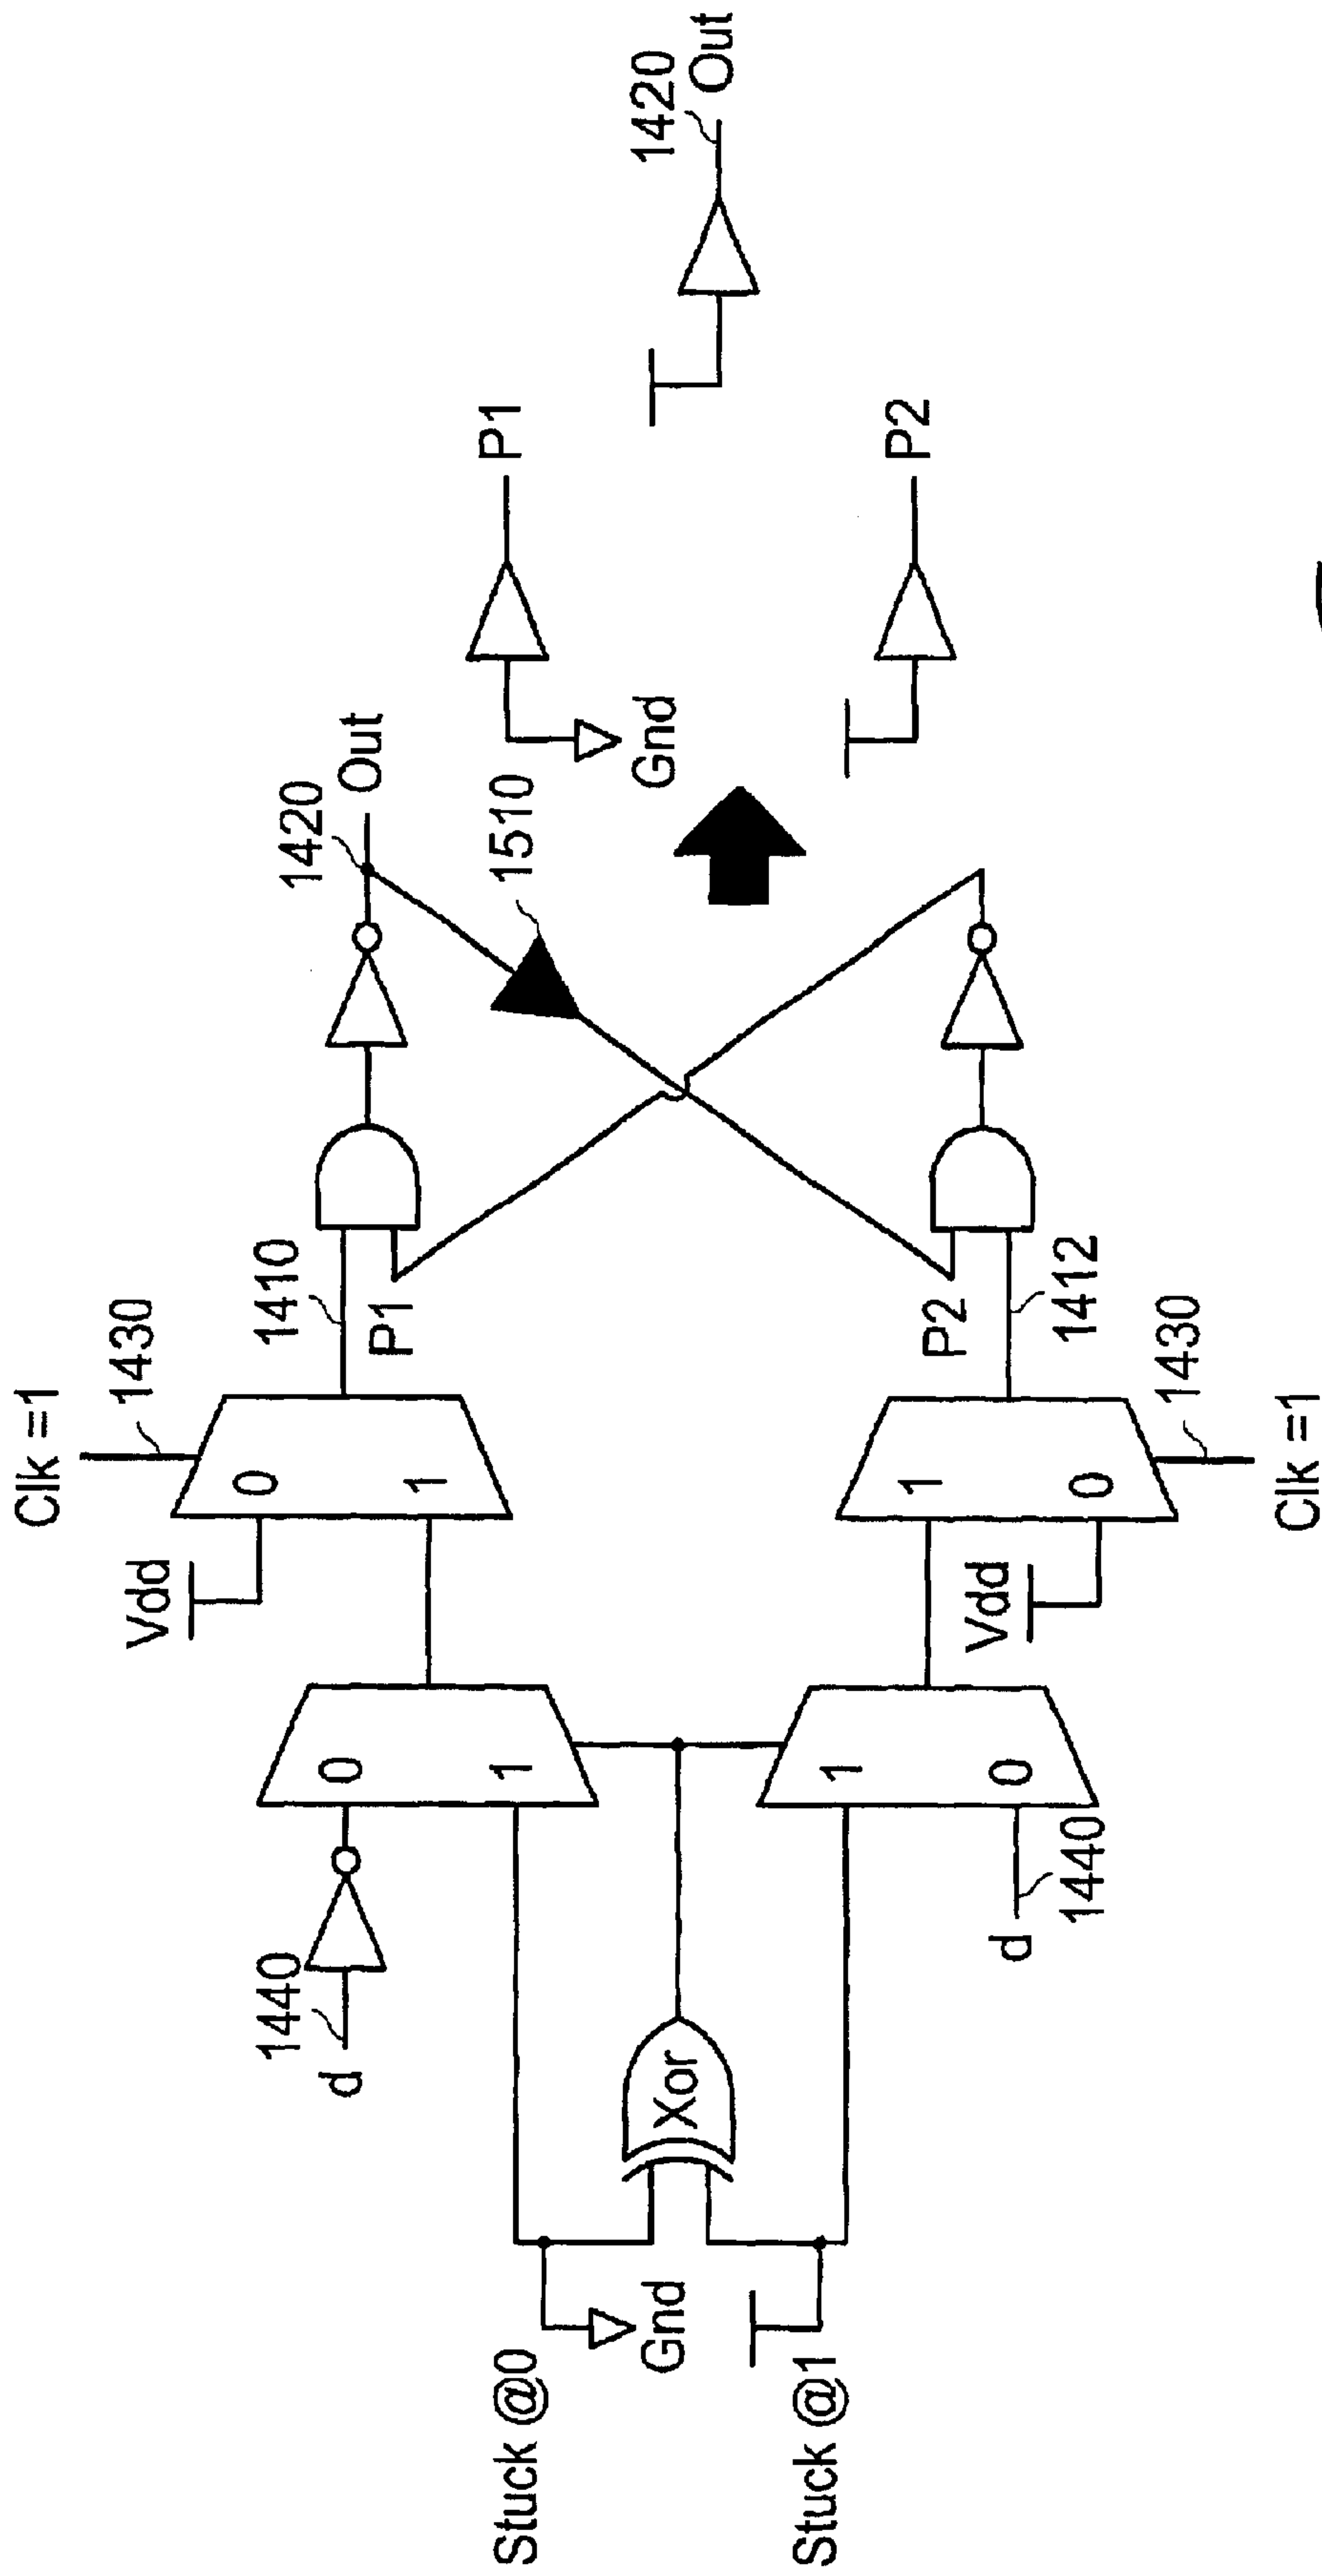 Clk =1
1430
Vdd
0
1
1410
P1
1420
Out
1440
d
0
1
1510
Stuck @0
Gnd
Xor
Stuck @1
1
0
1440
d
Vdd
1
0
P2
1412
1430
Clk =1
P1
Gnd
P2
1420
Out